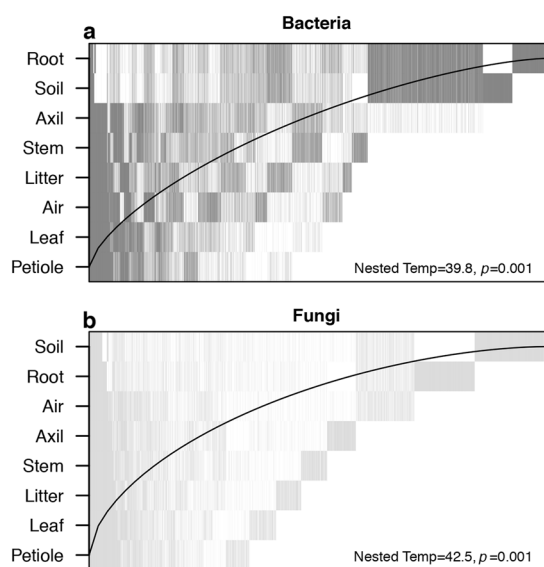 Bacteria
a
Root
Soil
Axil
Stem
Litter
Air
Leaf
Petiole
Nested Temp=39.8, p=0.001
Fungi
b
Soil
Root
Air
Axil
Stem
Litter
Leaf
Petiole
Nested Temp=42.5, p=0.001